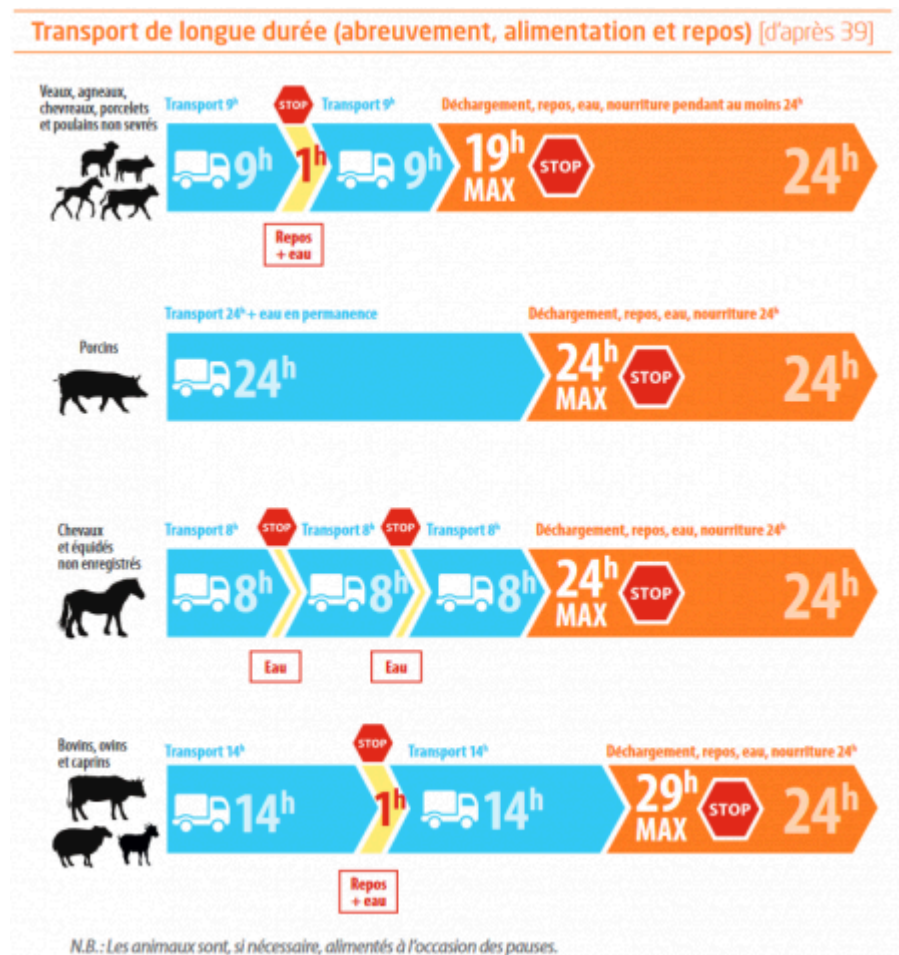 Transport de longue durée (abreuvement, alimentation et repos) [d'après 39]
Veaux, agneaux,
chevreaux, porcelets
et poulains non sevrés
Transport 9h
STOP
Transport 9h
Déchargement, repos, eau, nourriture pendant au moins 24h
9h
1h
9h
19h
MAX
STOP
24h
Repos
+ eau
Porcins
Transport 24h + eau en permanence
Déchargement, repos, eau, nourriture 24h
24h
24h
MAX
STOP
24h
Chevaux
et équidés
non enregistrés
Transport 8h
STOP
Transport 8h
STOP
Transport 8h
Déchargement, repos, eau, nourriture 24h
8h
8h
8h
24h
MAX
STOP
24h
Eau
Eau
Bovins, ovins
et caprins
Transport 14h
STOP
Transport 14h
Déchargement, repos, eau, nourriture 24h
14h
1h
14h
29h
MAX
STOP
24h
Repos
+ eau
N.B.: Les animaux sont, si nécessaire, alimentés à l'occasion des pauses.